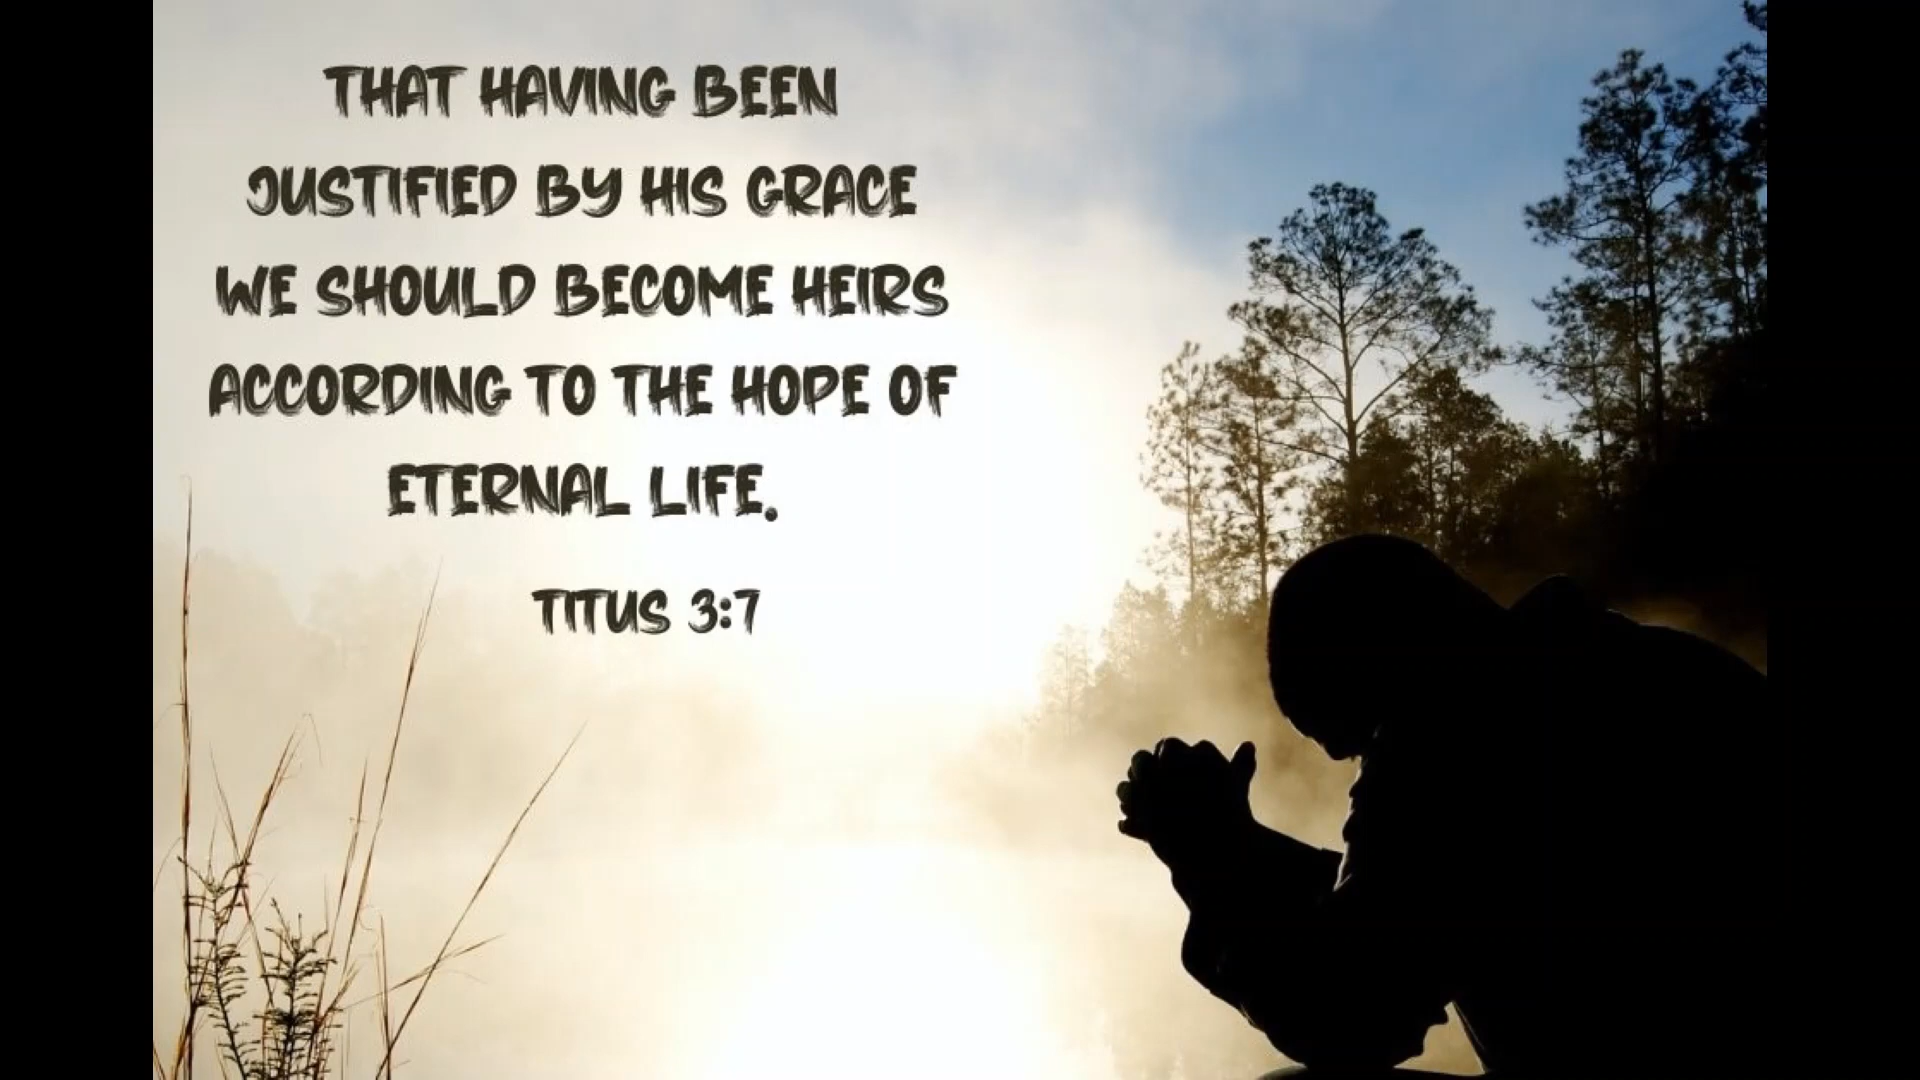 THAT HAVING BEEN
JUSTIFIED BY HIS GRACE
WE SHOULD BECOME HEIRS
ACCORDING TO THE HOPE OF
ETERNAL LIFE.
TITUS 3:7